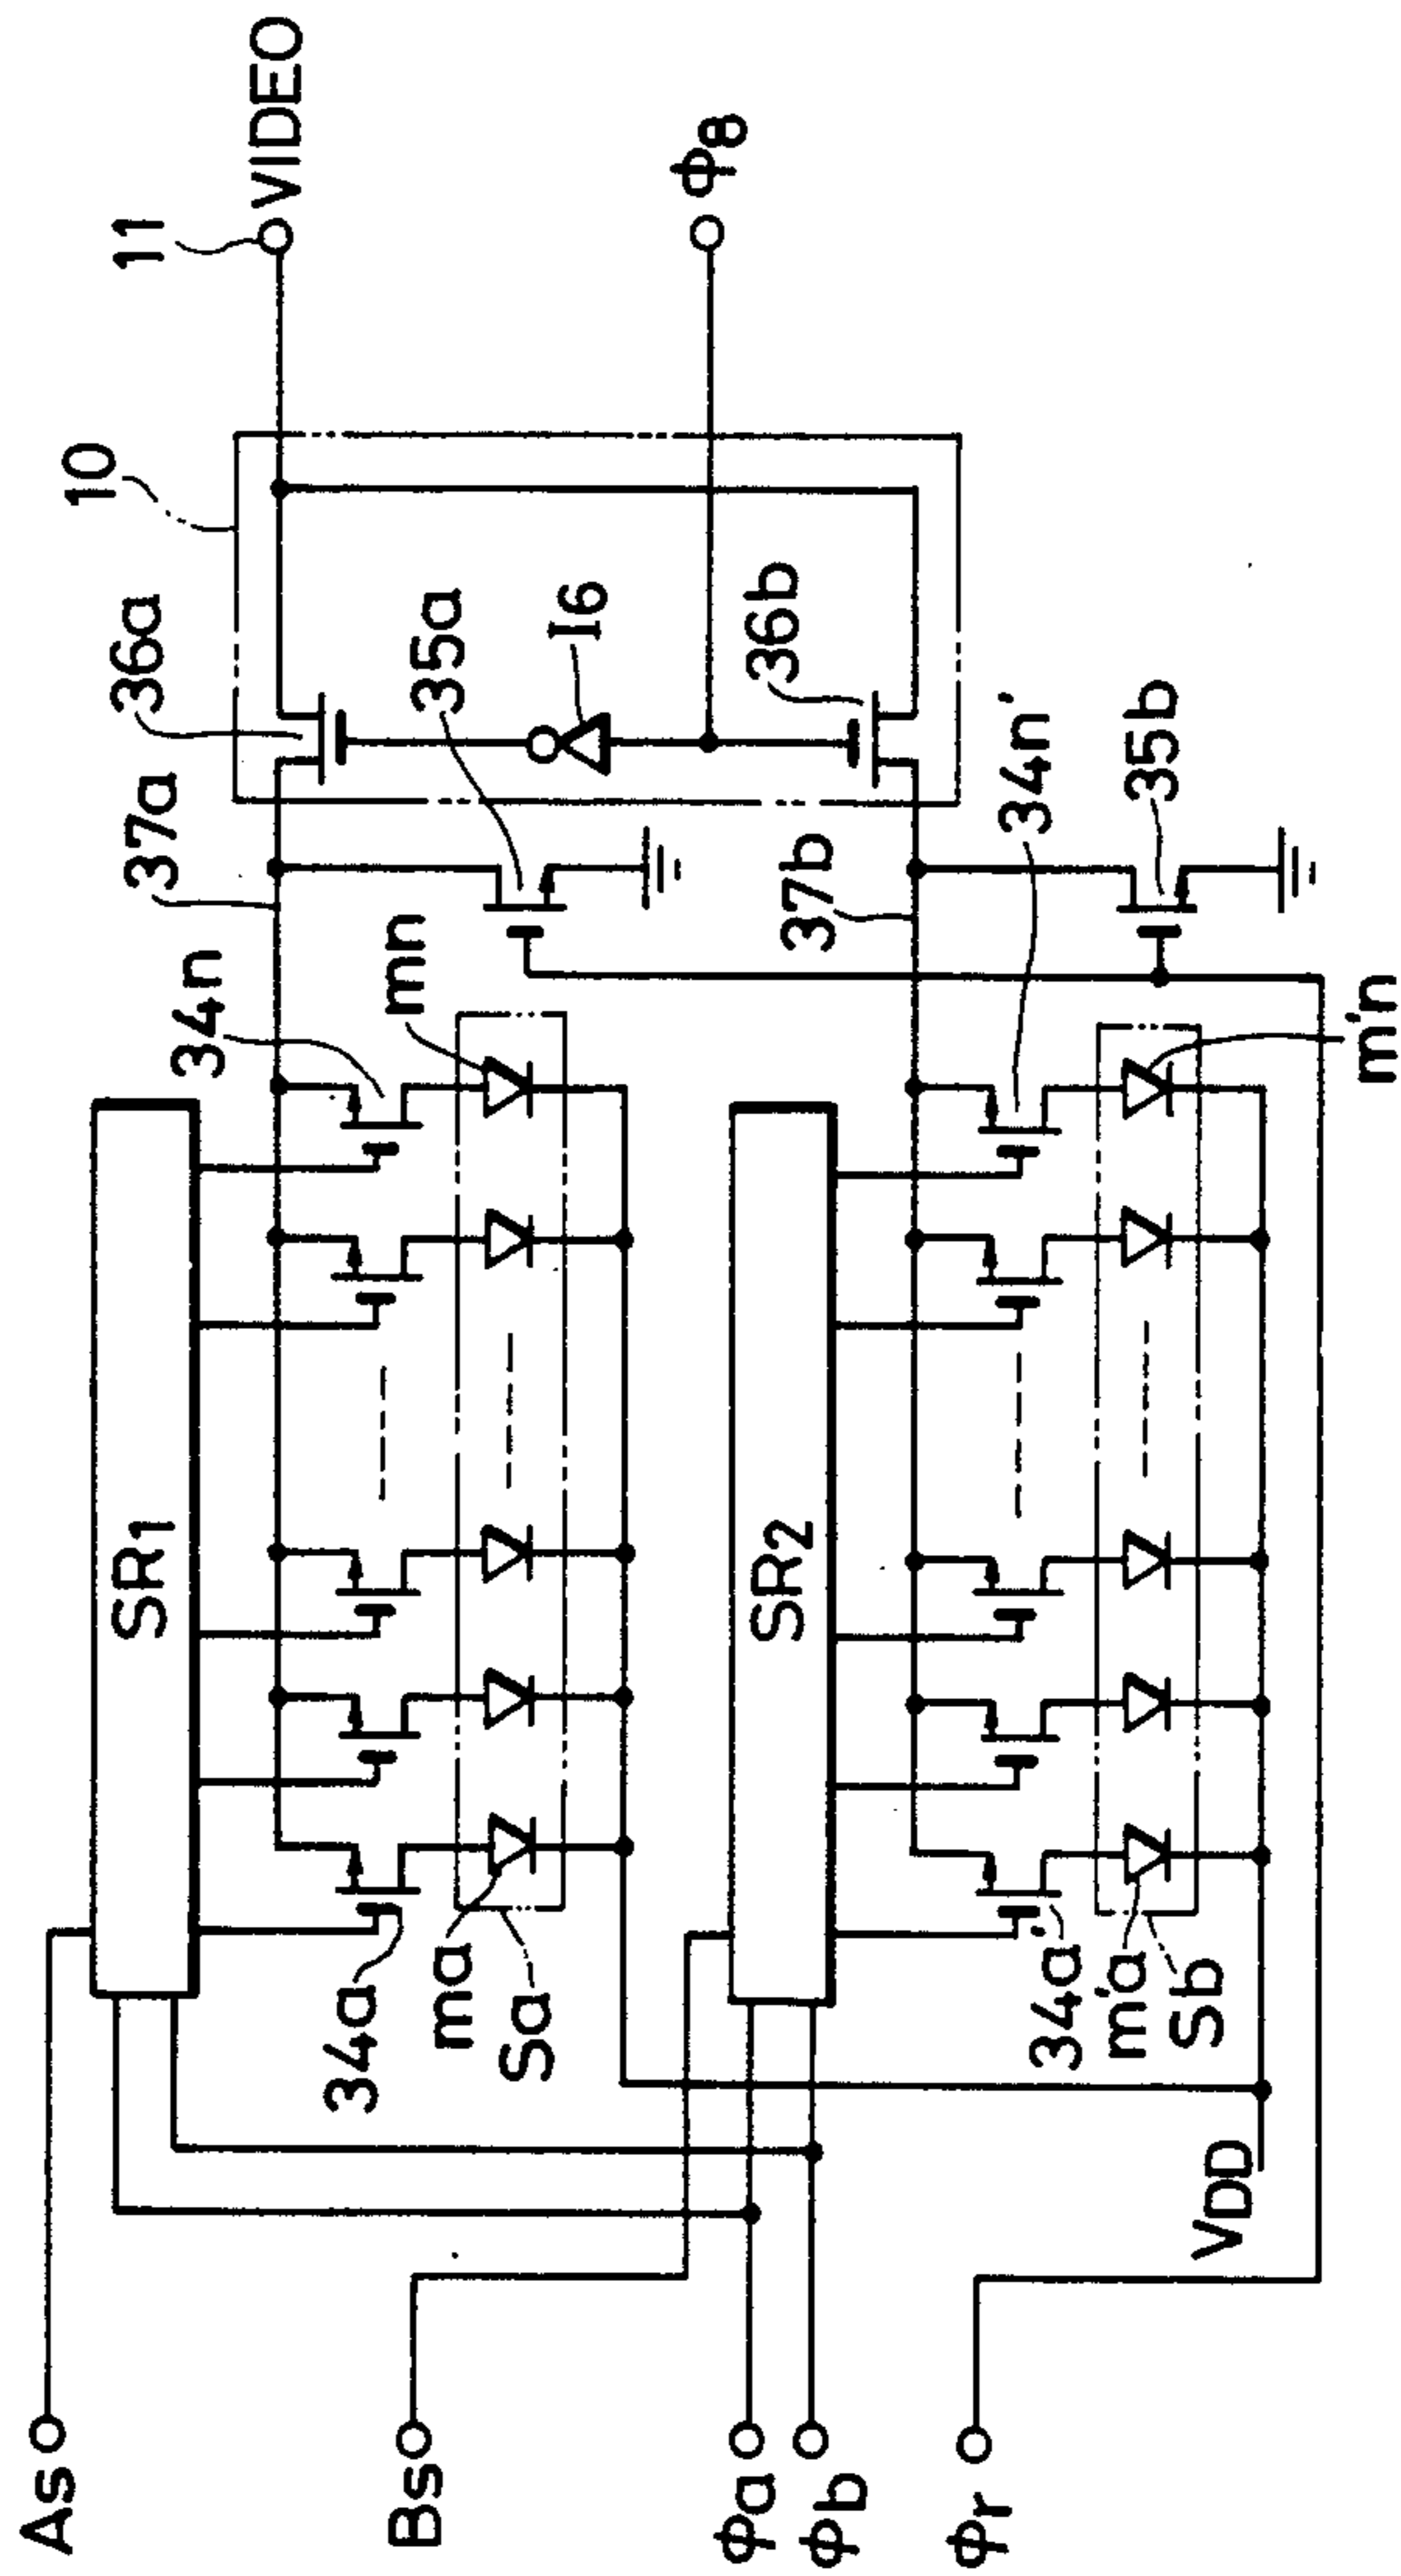 As
Bs
ϕa
ϕb
ϕr
VDD
SR1
SR2
34a
ma
Sa
34a'
m'a
Sb
34n
mn
37a
37b
34n'
m'n
35a
35b
36a
36b
I6
10
11
VIDEO
ϕ8